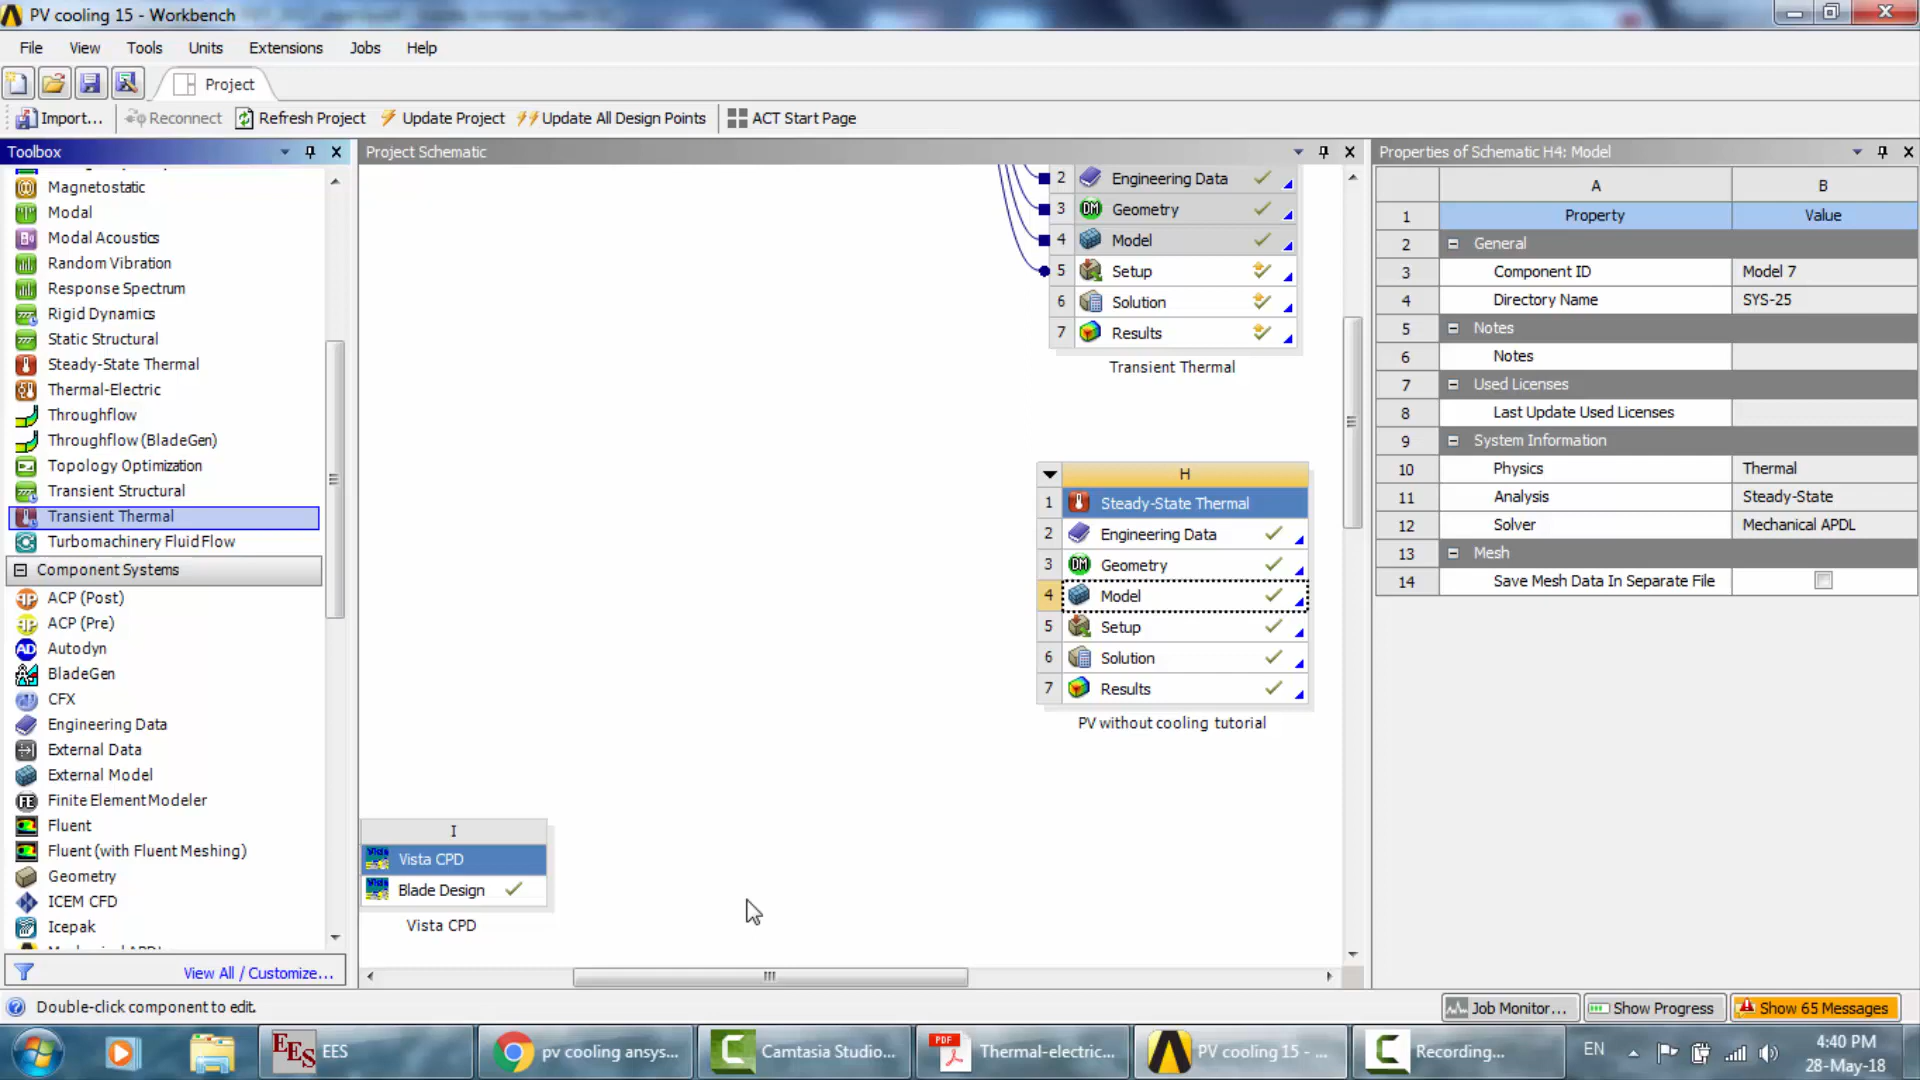 PV cooling 15 - Workbench
File View Tools Units Extensions Jobs Help
Project
Import... Reconnect Refresh Project Update Project Update All Design Points ACT Start Page
Toolbox
Magnetostatic
Modal
Modal Acoustics
Random Vibration
Response Spectrum
Rigid Dynamics
Static Structural
Steady-State Thermal
Thermal-Electric
Throughflow
Throughflow (BladeGen)
Topology Optimization
Transient Structural
Transient Thermal
Turbomachinery Fluid Flow
Component Systems
ACP (Post)
ACP (Pre)
Autodyn
BladeGen
CFX
Engineering Data
External Data
External Model
Finite Element Modeler
Fluent
Fluent (with Fluent Meshing)
Geometry
ICEM CFD
Icepak
View All / Customize...
Project Schematic
2 Engineering Data
3 DM Geometry
4 Model
5 Setup
6 Solution
7 Results
Transient Thermal
H
1 Steady-State Thermal
2 Engineering Data
3 DM Geometry
4 Model
5 Setup
6 Solution
7 Results
PV without cooling tutorial
I
Vista CPD
Blade Design
Vista CPD
Properties of Schematic H4: Model
A B
1 Property Value
2 General
3 Component ID Model 7
4 Directory Name SYS-25
5 Notes
6 Notes
7 Used Licenses
8 Last Update Used Licenses
9 System Information
10 Physics Thermal
11 Analysis Steady-State
12 Solver Mechanical APDL
13 Mesh
14 Save Mesh Data In Separate File
Double-click component to edit.
Job Monitor... Show Progress Show 65 Messages
EES EES pv cooling ansys... Camtasia Studio... PDF Thermal-electric... PV cooling 15 - ... Recording... EN
4:40 PM
28-May-18